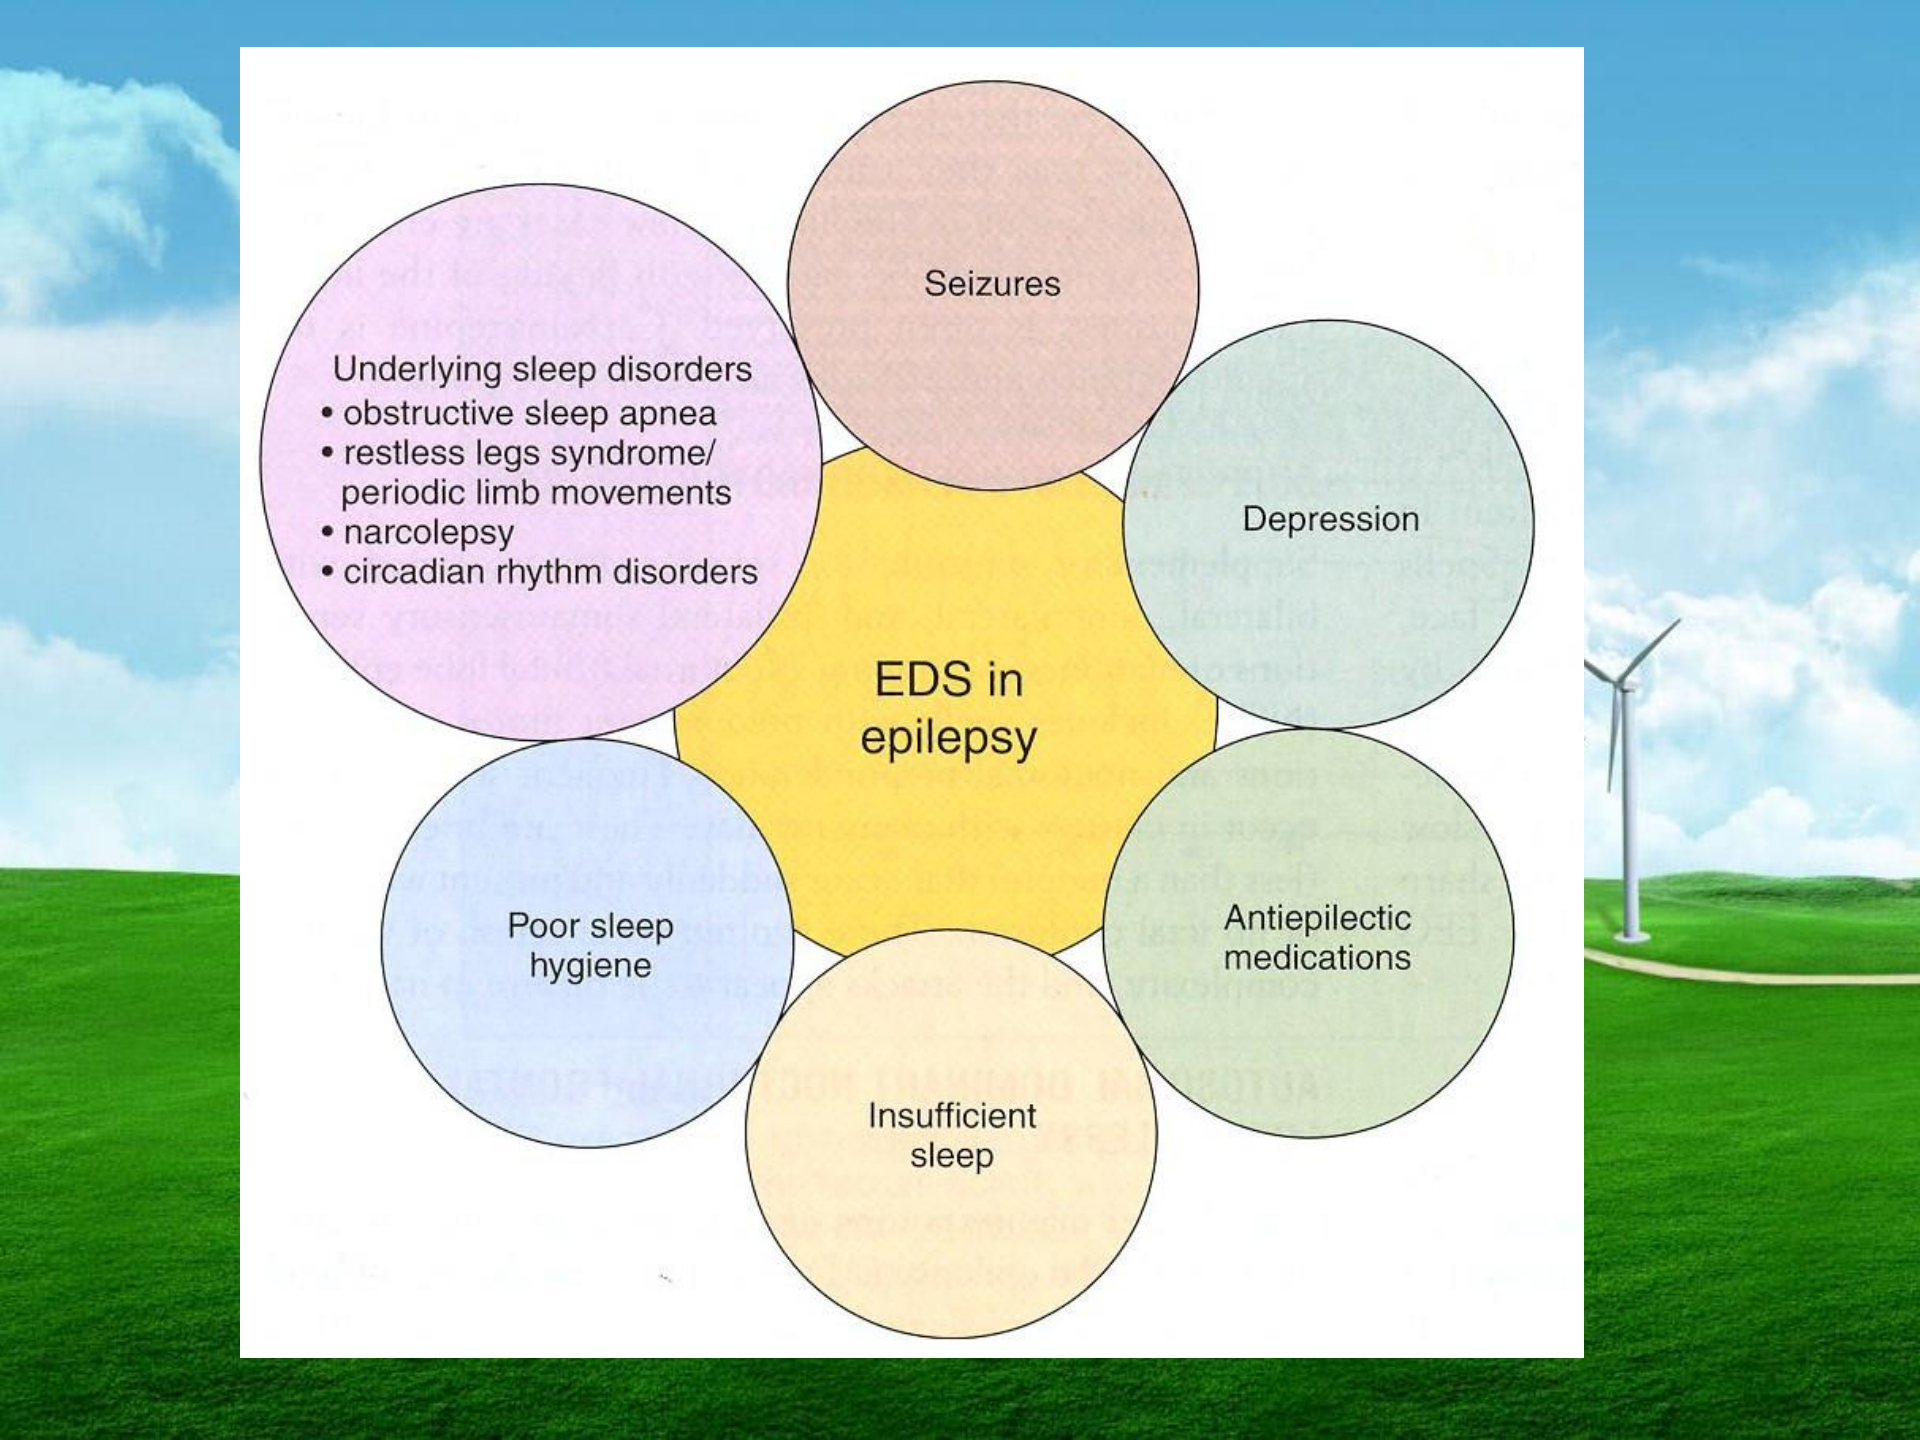 Seizures
Underlying sleep disorders
• obstructive sleep apnea
• restless legs syndrome/
periodic limb movements
• narcolepsy
• circadian rhythm disorders
Depression
EDS in
epilepsy
Poor sleep
hygiene
Antiepilectic
medications
Insufficient
sleep